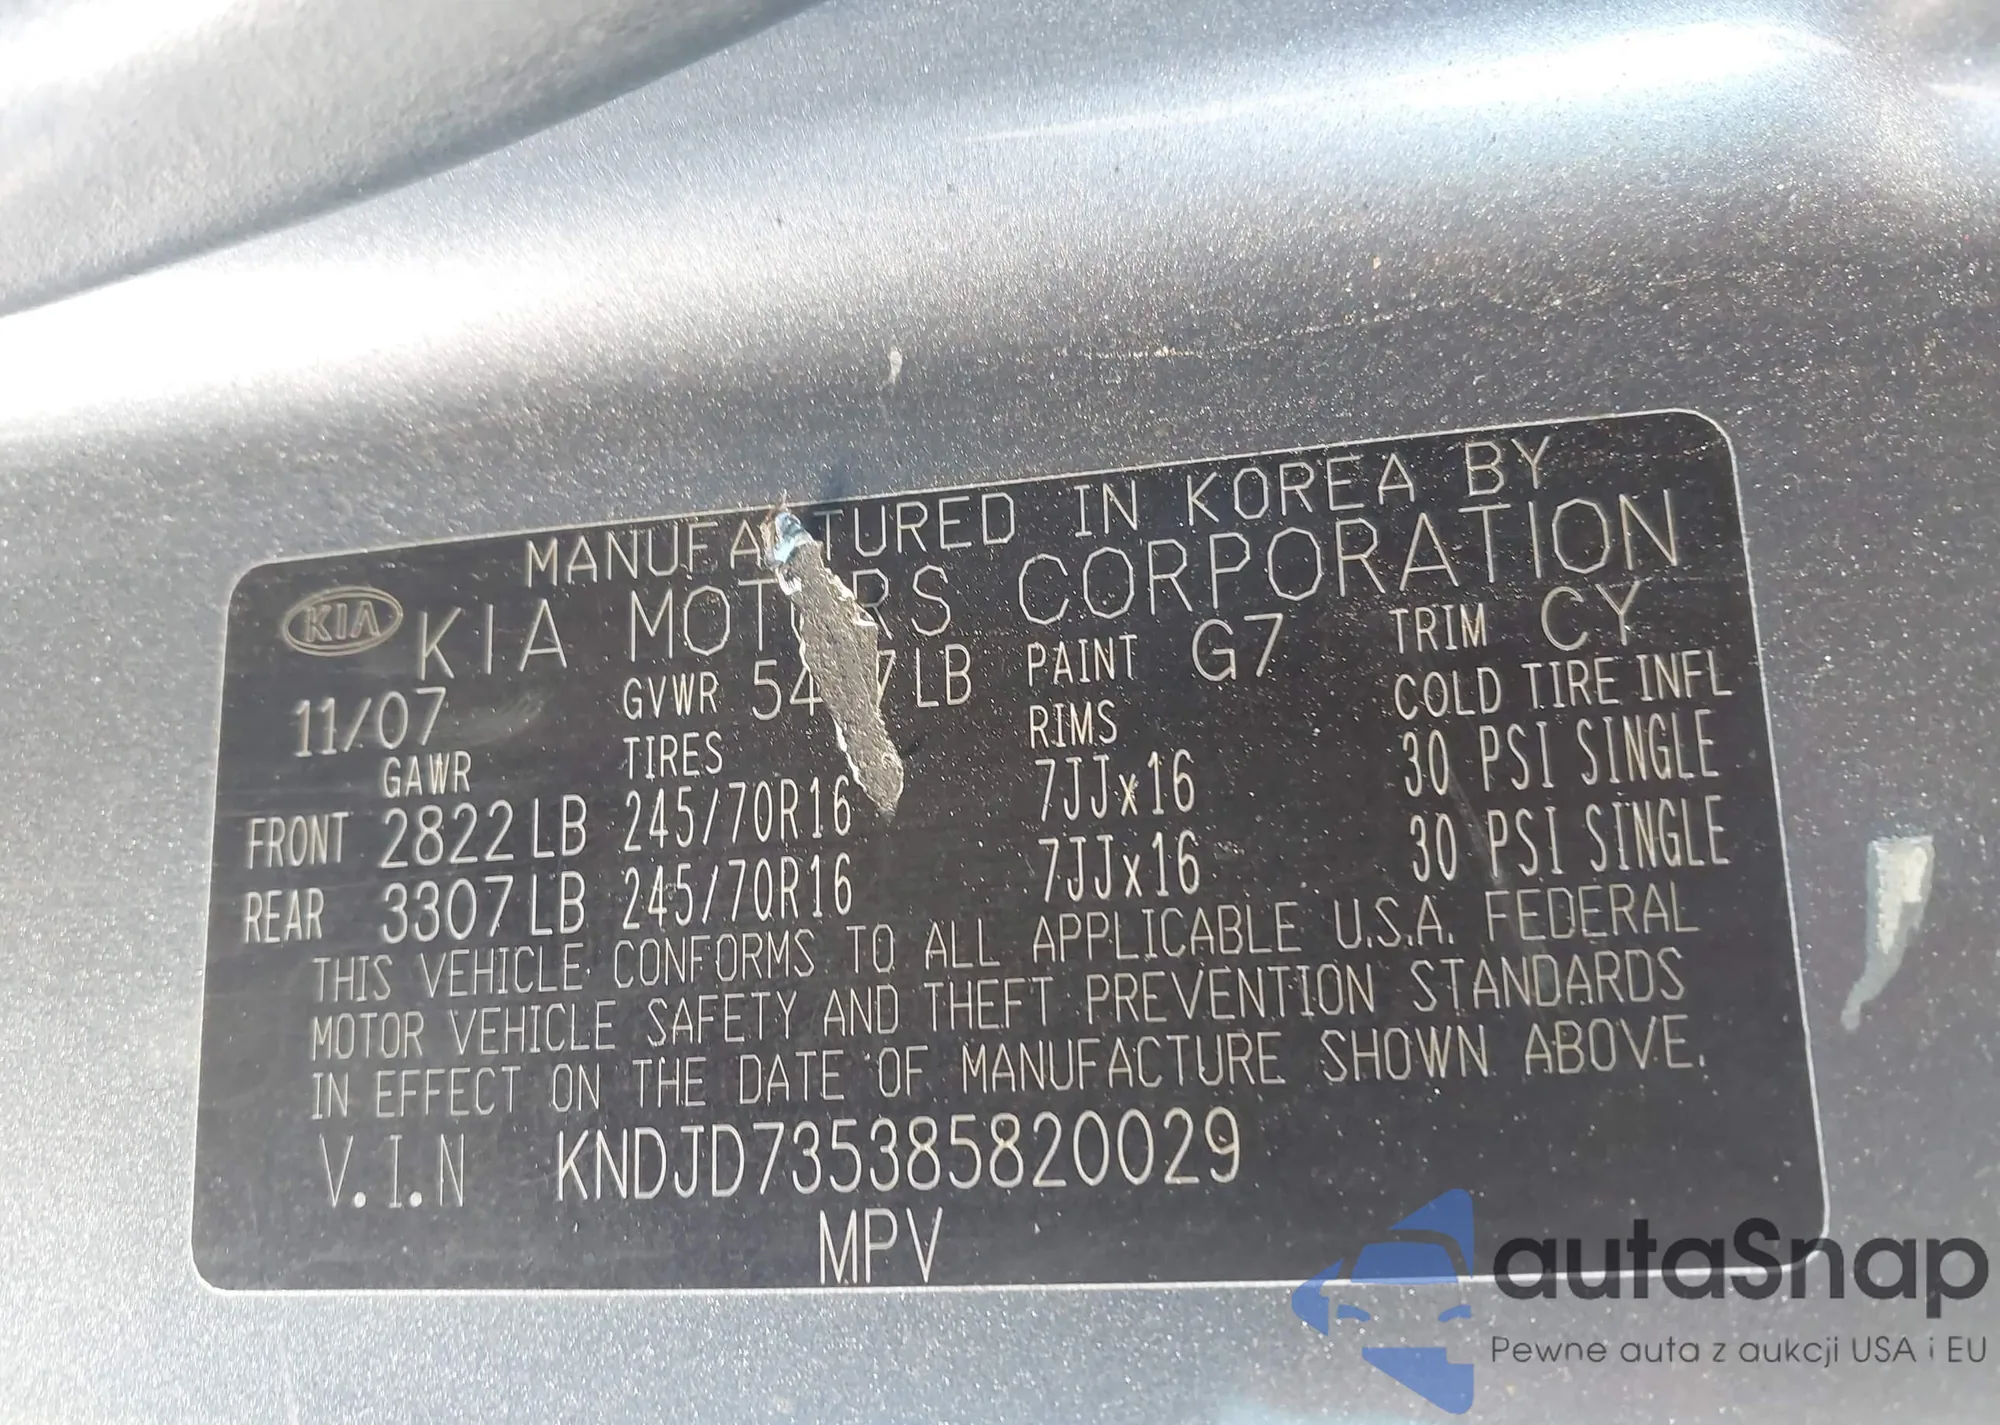 MANUFACTURED IN KOREA BY
KIA KIA MOTORS CORPORATION
11/07 GVWR LB PAINT G7 TRIM CY
GAWR TIRES RIMS COLD TIRE INFL
FRONT 2822 LB 245/70R16 7JJx16 30 PSI SINGLE
REAR 3307 LB 245/70R16 7JJx16 30 PSI SINGLE
THIS VEHICLE CONFORMS TO ALL APPLICABLE U.S.A. FEDERAL
MOTOR VEHICLE SAFETY AND THEFT PREVENTION STANDARDS
IN EFFECT ON THE DATE OF MANUFACTURE SHOWN ABOVE.
V.I.N KNDJD735385820029
MPV
autaSnap
Pewne auta z aukcji USA i EU